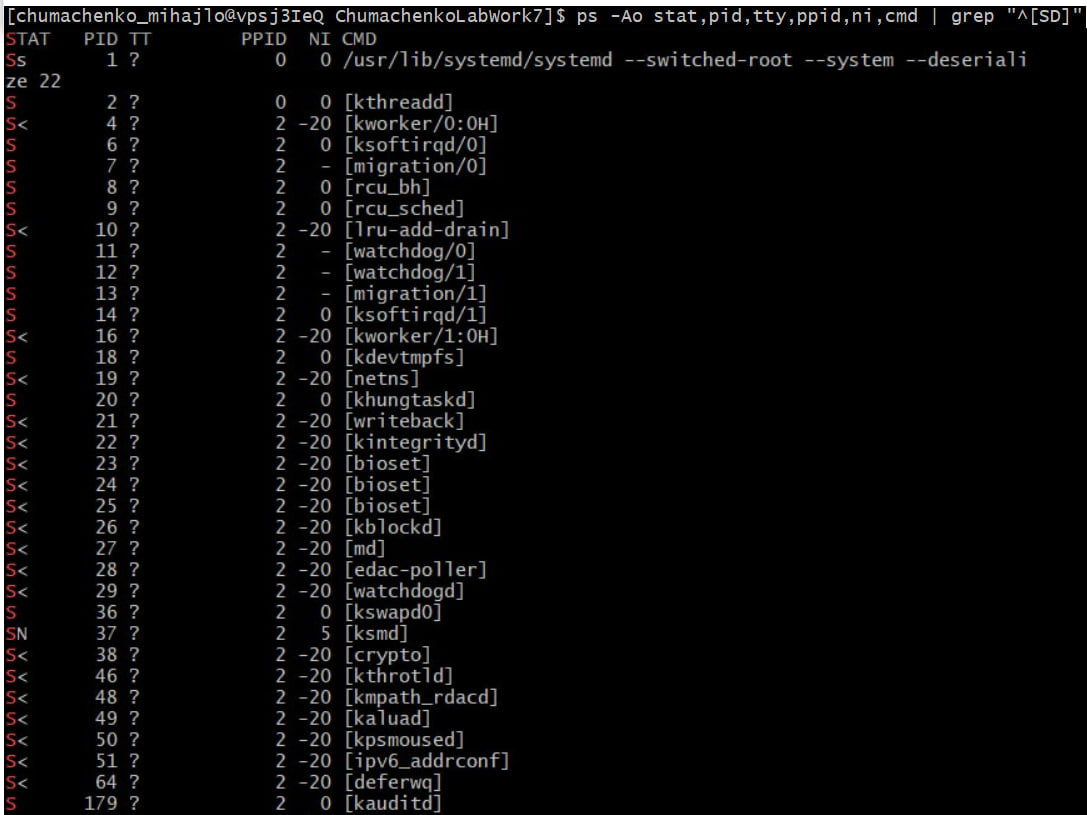 [chumachenko_mihajlo@vpsj3IeQ ChumachenkoLabWork7]$ ps -Ao stat,pid,tty,ppid,ni,cmd | grep "^[SD]"
STAT   PID TT        PPID  NI CMD
Ss       1 ?            0   0 /usr/lib/systemd/systemd --switched-root --system --deseriali
ze 22
S        2 ?            0   0 [kthreadd]
S<       4 ?            2 -20 [kworker/0:0H]
S        6 ?            2   0 [ksoftirqd/0]
S        7 ?            2   - [migration/0]
S        8 ?            2   0 [rcu_bh]
S        9 ?            2   0 [rcu_sched]
S<      10 ?            2 -20 [lru-add-drain]
S       11 ?            2   - [watchdog/0]
S       12 ?            2   - [watchdog/1]
S       13 ?            2   - [migration/1]
S       14 ?            2   0 [ksoftirqd/1]
S<      16 ?            2 -20 [kworker/1:0H]
S       18 ?            2   0 [kdevtmpfs]
S<      19 ?            2 -20 [netns]
S       20 ?            2   0 [khungtaskd]
S<      21 ?            2 -20 [writeback]
S<      22 ?            2 -20 [kintegrityd]
S<      23 ?            2 -20 [bioset]
S<      24 ?            2 -20 [bioset]
S<      25 ?            2 -20 [bioset]
S<      26 ?            2 -20 [kblockd]
S<      27 ?            2 -20 [md]
S<      28 ?            2 -20 [edac-poller]
S<      29 ?            2 -20 [watchdogd]
S       36 ?            2   0 [kswapd0]
SN      37 ?            2   5 [ksmd]
S<      38 ?            2 -20 [crypto]
S<      46 ?            2 -20 [kthrotld]
S<      48 ?            2 -20 [kmpath_rdacd]
S<      49 ?            2 -20 [kaluad]
S<      50 ?            2 -20 [kpsmoused]
S<      51 ?            2 -20 [ipv6_addrconf]
S<      64 ?            2 -20 [deferwq]
S      179 ?            2   0 [kauditd]